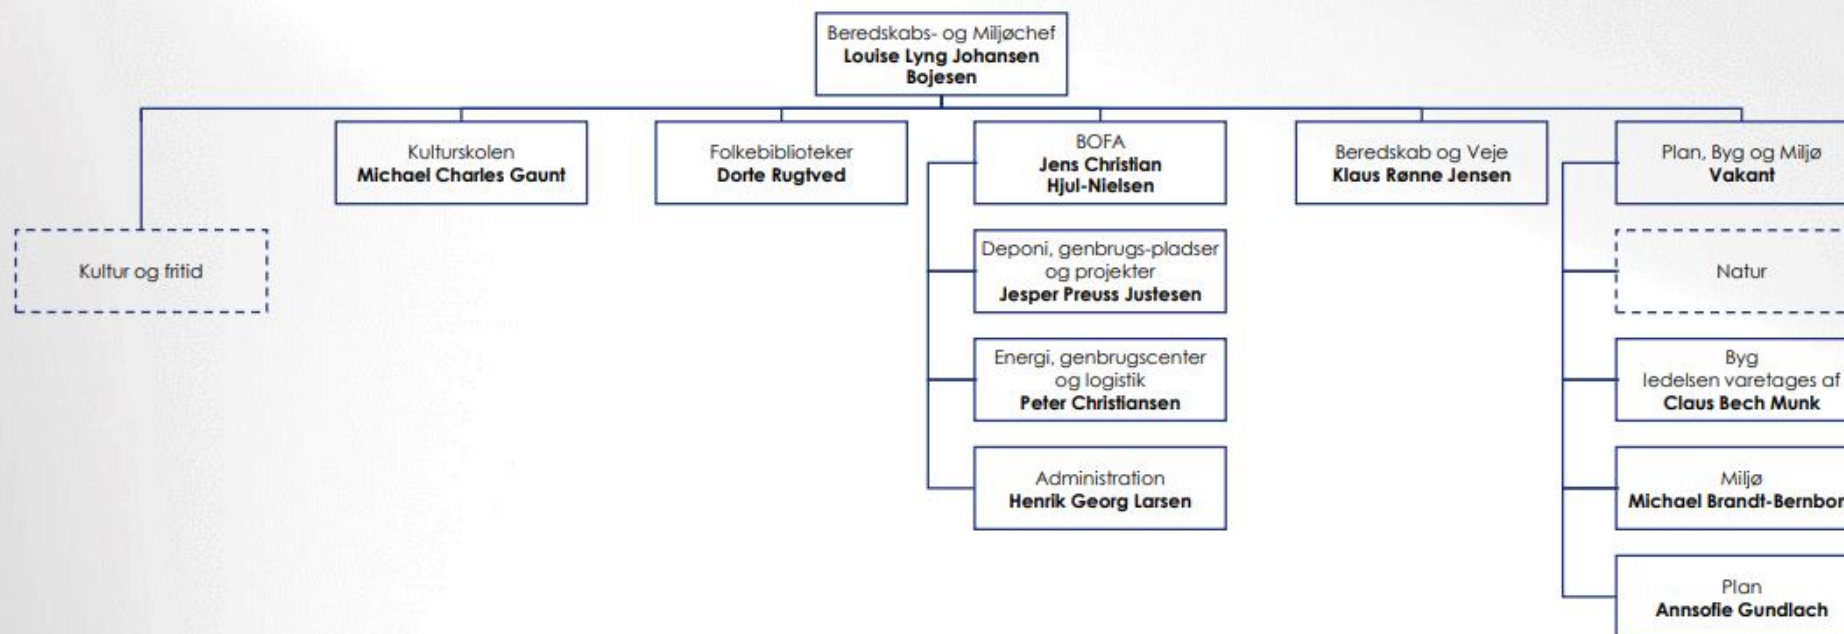 Beredskabs- og Miljøchef
Louise Lyng Johansen
Bojesen
Kulturskolen
Michael Charles Gaunt
Folkebiblioteker
Dorte Rugtved
BOFA
Jens Christian
Hjul-Nielsen
Beredskab og Veje
Klaus Rønne Jensen
Plan, Byg og Miljø
Vakant
Kultur og fritid
Deponi, genbrugs-pladser
og projekter
Jesper Preuss Justesen
Natur
Energi, genbrugscenter
og logistik
Peter Christiansen
Byg
ledelsen varetages af
Claus Bech Munk
Administration
Henrik Georg Larsen
Miljø
Michael Brandt-Bernbom
Plan
Annsofie Gundlach